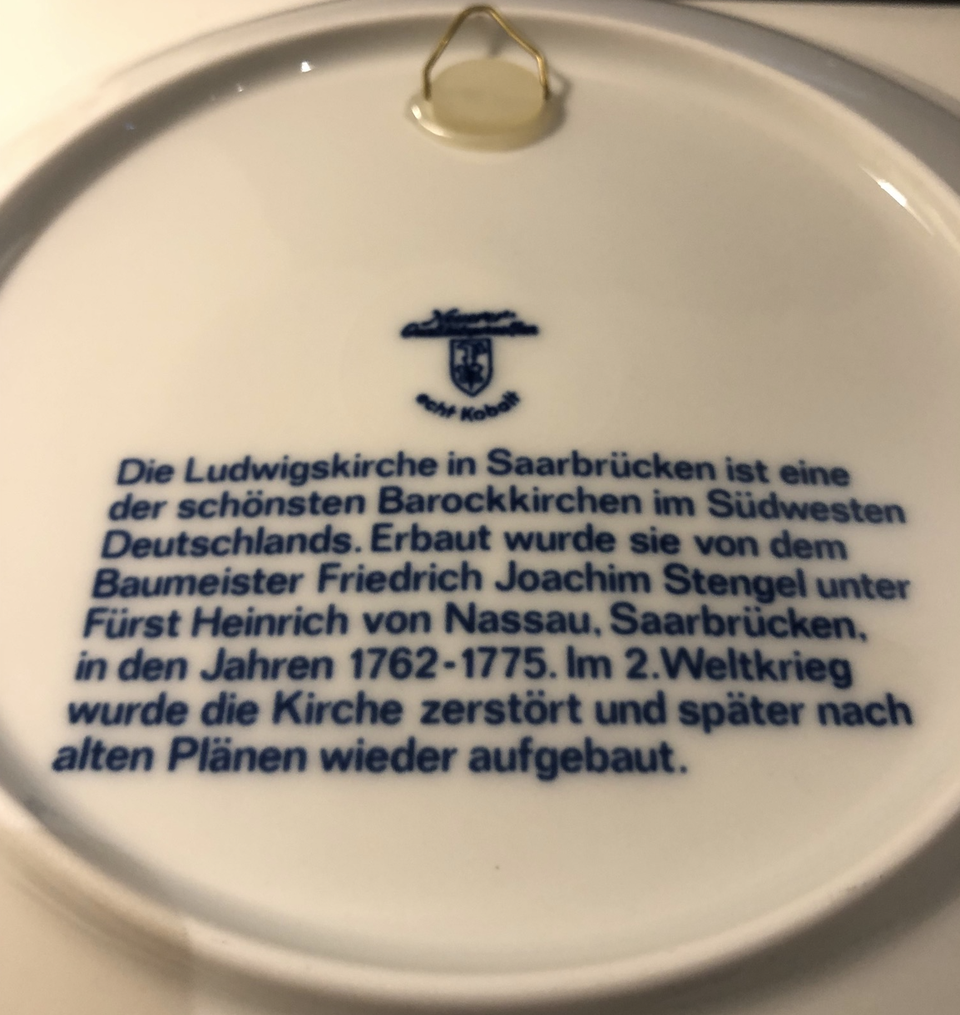 echt Kobalt
Die Ludwigskirche in Saarbrücken ist eine
der schönsten Barockkirchen im Südwesten
Deutschlands. Erbaut wurde sie von dem
Baumeister Friedrich Joachim Stengel unter
Fürst Heinrich von Nassau, Saarbrücken,
in den Jahren 1762-1775. Im 2.Weltkrieg
wurde die Kirche zerstört und später nach
alten Plänen wieder aufgebaut.